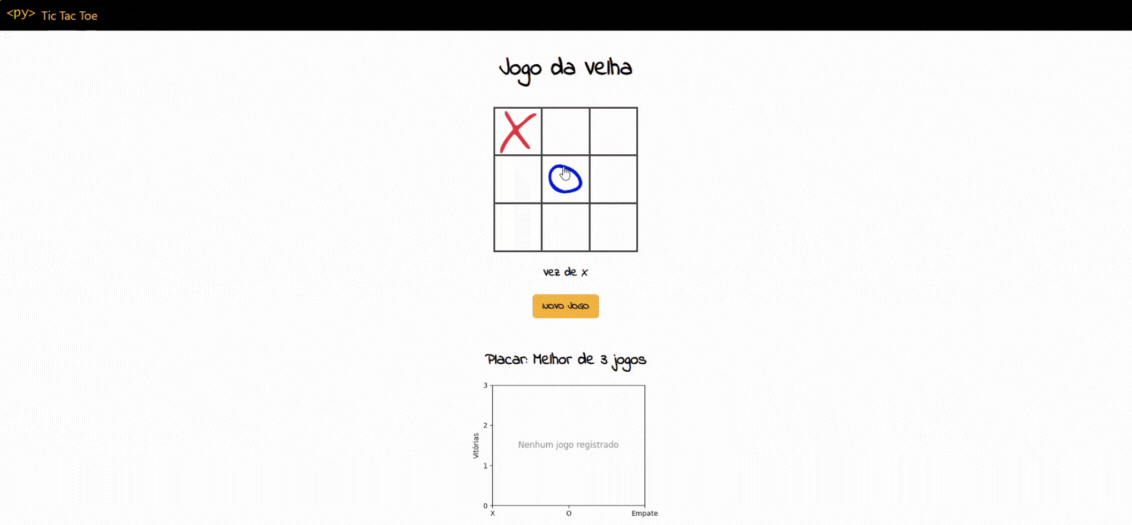 <py> Tic Tac Toe
Jogo da velha
X
O
vez de x
NOVO JOGO
Placar: Melhor de 3 jogos
3
2
1
0
Vitórias
Nenhum jogo registrado
X O Empate